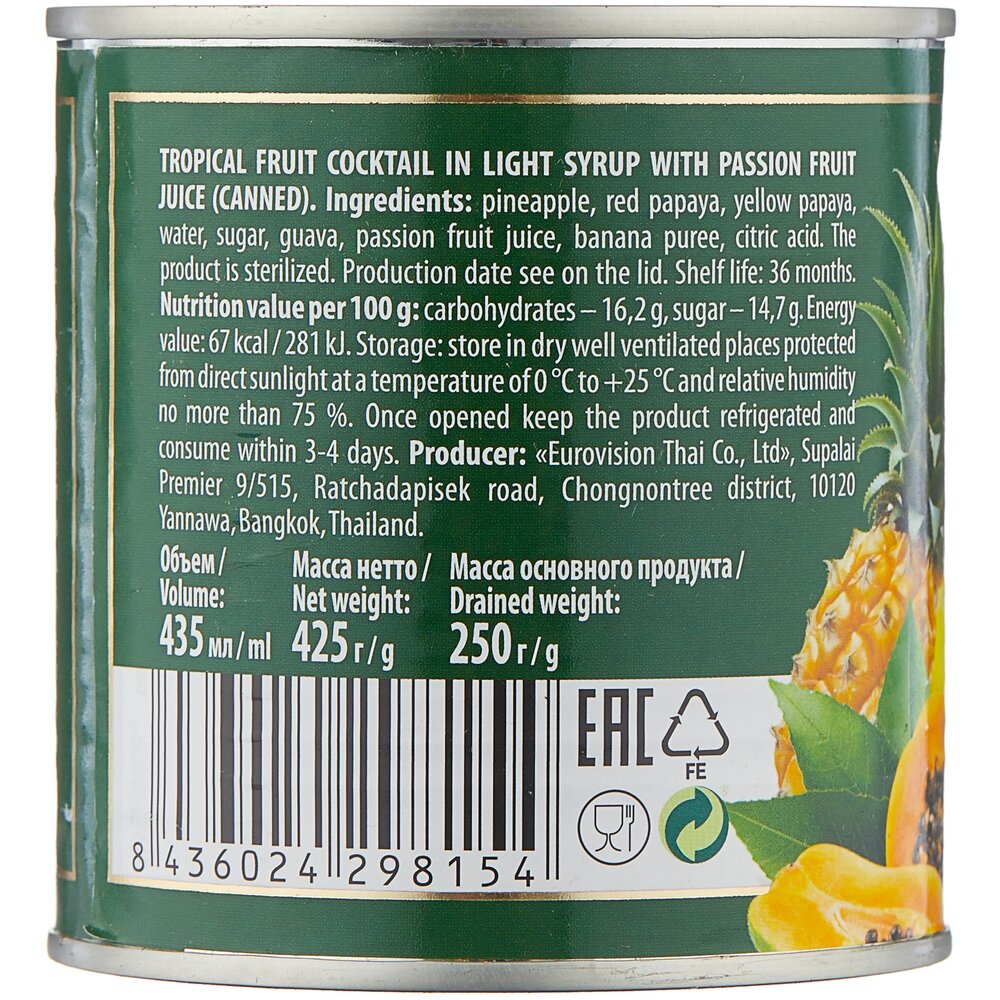 TROPICAL FRUIT COCKTAIL IN LIGHT SYRUP WITH PASSION FRUIT
JUICE (CANNED). Ingredients: pineapple, red papaya, yellow papaya,
water, sugar, guava, passion fruit juice, banana puree, citric acid. The
product is sterilized. Production date see on the lid. Shelf life: 36 months.
Nutrition value per 100 g: carbohydrates – 16,2 g, sugar – 14,7 g. Energy
value: 67 kcal / 281 kJ. Storage: store in dry well ventilated places protected
from direct sunlight at a temperature of 0 °C to +25 °C and relative humidity
no more than 75 %. Once opened keep the product refrigerated and
consume within 3-4 days. Producer: «Eurovision Thai Co., Ltd», Supalai
Premier 9/515, Ratchadapisek road, Chongnontree district, 10120
Yannawa, Bangkok, Thailand.
Объем / Масса нетто / Масса основного продукта /
Volume: Net weight: Drained weight:
435 мл / ml 425 г / g 250 г / g
EAC
FE
8 436024 298154